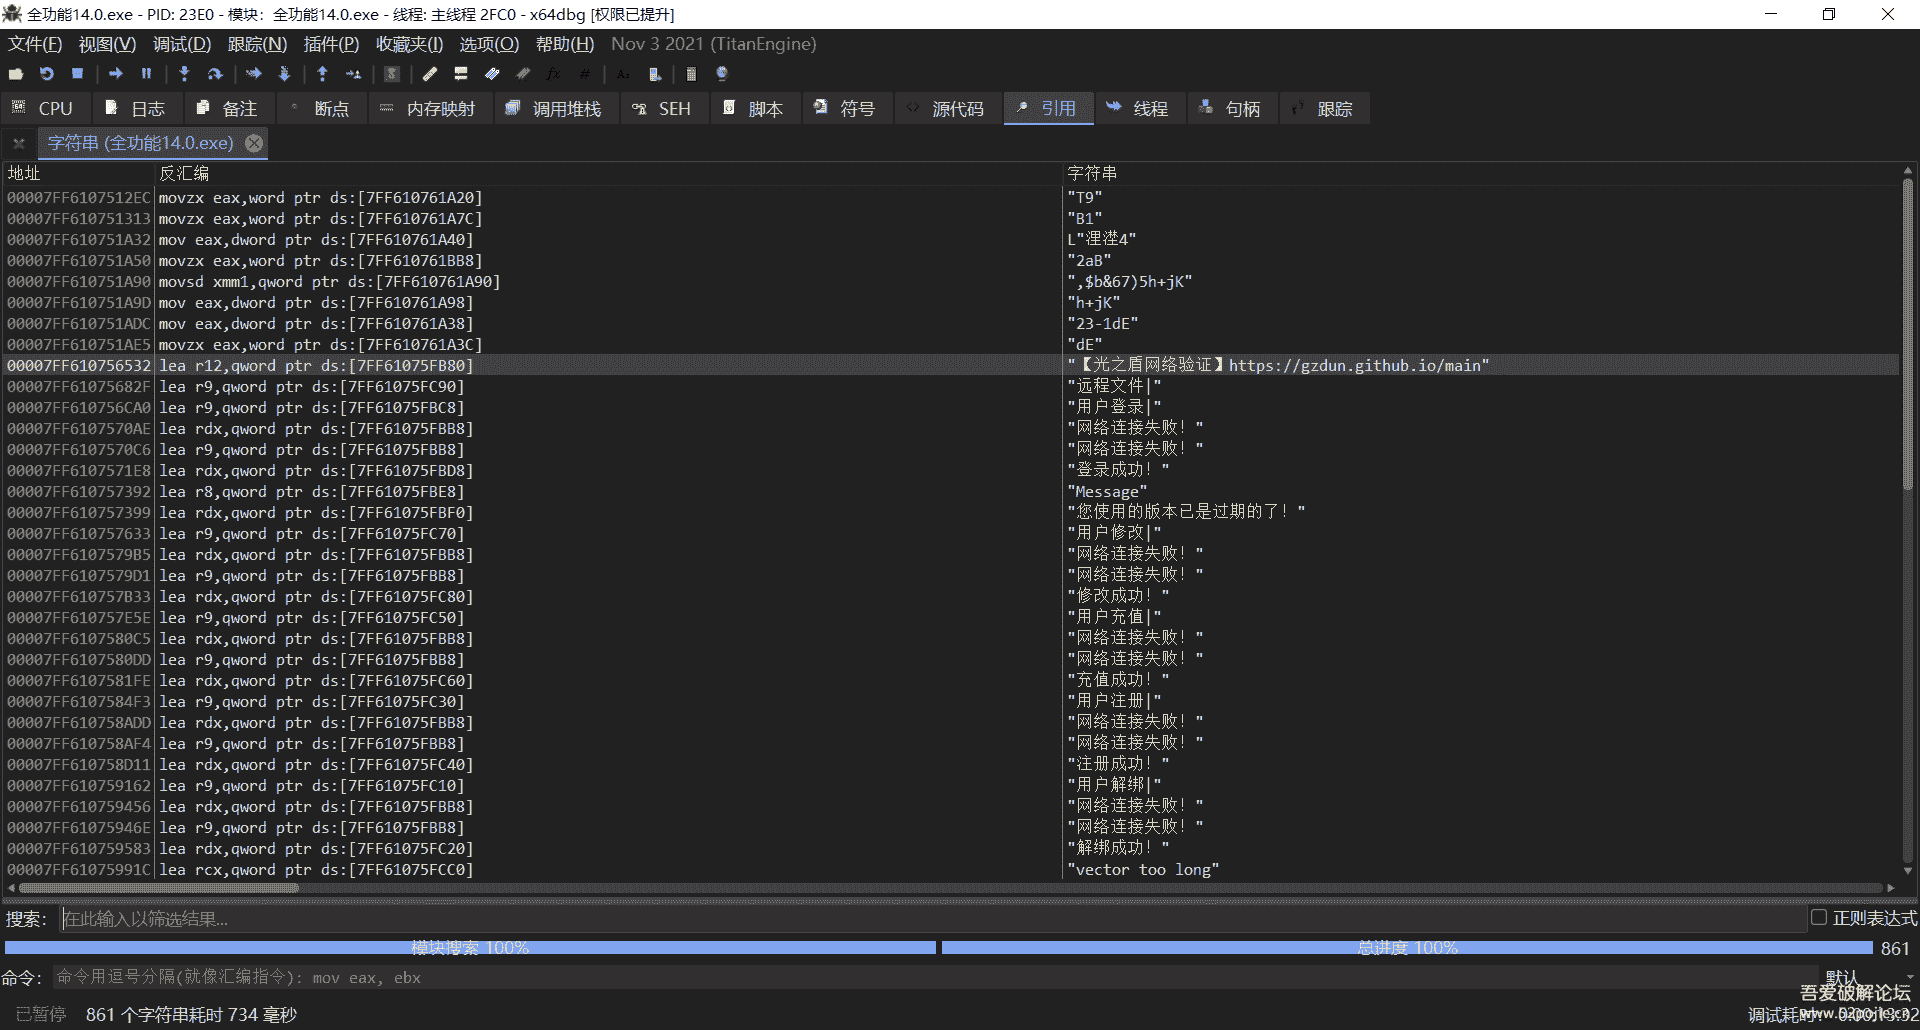 全功能14.0.exe - PID: 23E0 - 模块: 全功能14.0.exe - 线程: 主线程 2FC0 - x64dbg [权限已提升]
文件(F) 视图(V) 调试(D) 跟踪(N) 插件(P) 收藏夹(I) 选项(O) 帮助(H) Nov 3 2021 (TitanEngine)
CPU 日志 备注 断点 内存映射 调用堆栈 SEH 脚本 符号 源代码 引用 线程 句柄 跟踪
字符串 (全功能14.0.exe)
地址 反汇编 字符串
00007FF6107512EC movzx eax,word ptr ds:[7FF610761A20] "T9"
00007FF610751313 movzx eax,word ptr ds:[7FF610761A7C] "B1"
00007FF610751A32 mov eax,dword ptr ds:[7FF610761A40] L"浬溎4"
00007FF610751A50 movzx eax,word ptr ds:[7FF610761BB8] "2aB"
00007FF610751A90 movsd xmm1,qword ptr ds:[7FF610761A90] ",$b&67)5h+jK"
00007FF610751A9D mov eax,dword ptr ds:[7FF610761A98] "h+jK"
00007FF610751ADC mov eax,dword ptr ds:[7FF610761A38] "23-1dE"
00007FF610751AE5 movzx eax,word ptr ds:[7FF610761A3C] "dE"
00007FF610756532 lea r12,qword ptr ds:[7FF61075FB80] "【光之盾网络验证】https://gzdun.github.io/main"
00007FF61075682F lea r9,qword ptr ds:[7FF61075FC90] "远程文件|"
00007FF610756CA0 lea r9,qword ptr ds:[7FF61075FBC8] "用户登录|"
00007FF6107570AE lea rdx,qword ptr ds:[7FF61075FBB8] "网络连接失败！"
00007FF6107570C6 lea r9,qword ptr ds:[7FF61075FBB8] "网络连接失败！"
00007FF6107571E8 lea rdx,qword ptr ds:[7FF61075FBD8] "登录成功！"
00007FF610757392 lea r8,qword ptr ds:[7FF61075FBE8] "Message"
00007FF610757399 lea rdx,qword ptr ds:[7FF61075FBF0] "您使用的版本已是过期的了！"
00007FF610757633 lea r9,qword ptr ds:[7FF61075FC70] "用户修改|"
00007FF6107579B5 lea rdx,qword ptr ds:[7FF61075FBB8] "网络连接失败！"
00007FF6107579D1 lea r9,qword ptr ds:[7FF61075FBB8] "网络连接失败！"
00007FF610757B33 lea rdx,qword ptr ds:[7FF61075FC80] "修改成功！"
00007FF610757E5E lea r9,qword ptr ds:[7FF61075FC50] "用户充值|"
00007FF6107580C5 lea rdx,qword ptr ds:[7FF61075FBB8] "网络连接失败！"
00007FF6107580DD lea r9,qword ptr ds:[7FF61075FBB8] "网络连接失败！"
00007FF6107581FE lea rdx,qword ptr ds:[7FF61075FC60] "充值成功！"
00007FF6107584F3 lea r9,qword ptr ds:[7FF61075FC30] "用户注册|"
00007FF610758ADD lea rdx,qword ptr ds:[7FF61075FBB8] "网络连接失败！"
00007FF610758AF4 lea r9,qword ptr ds:[7FF61075FBB8] "网络连接失败！"
00007FF610758D11 lea rdx,qword ptr ds:[7FF61075FC40] "注册成功！"
00007FF610759162 lea r9,qword ptr ds:[7FF61075FC10] "用户解绑|"
00007FF610759456 lea rdx,qword ptr ds:[7FF61075FBB8] "网络连接失败！"
00007FF61075946E lea r9,qword ptr ds:[7FF61075FBB8] "网络连接失败！"
00007FF610759583 lea rdx,qword ptr ds:[7FF61075FC20] "解绑成功！"
00007FF61075991C lea rcx,qword ptr ds:[7FF61075FCC0] "vector too long"
搜索: 在此输入以筛选结果... 正则表达式
模块搜索 100% 总进度 100% 861
命令: 命令用逗号分隔(就像汇编指令): mov eax, ebx 默认
吾爱破解论坛
已暂停 861 个字符串耗时 734 毫秒 调试耗时: 0:00:13:32
www.52pojie.cn